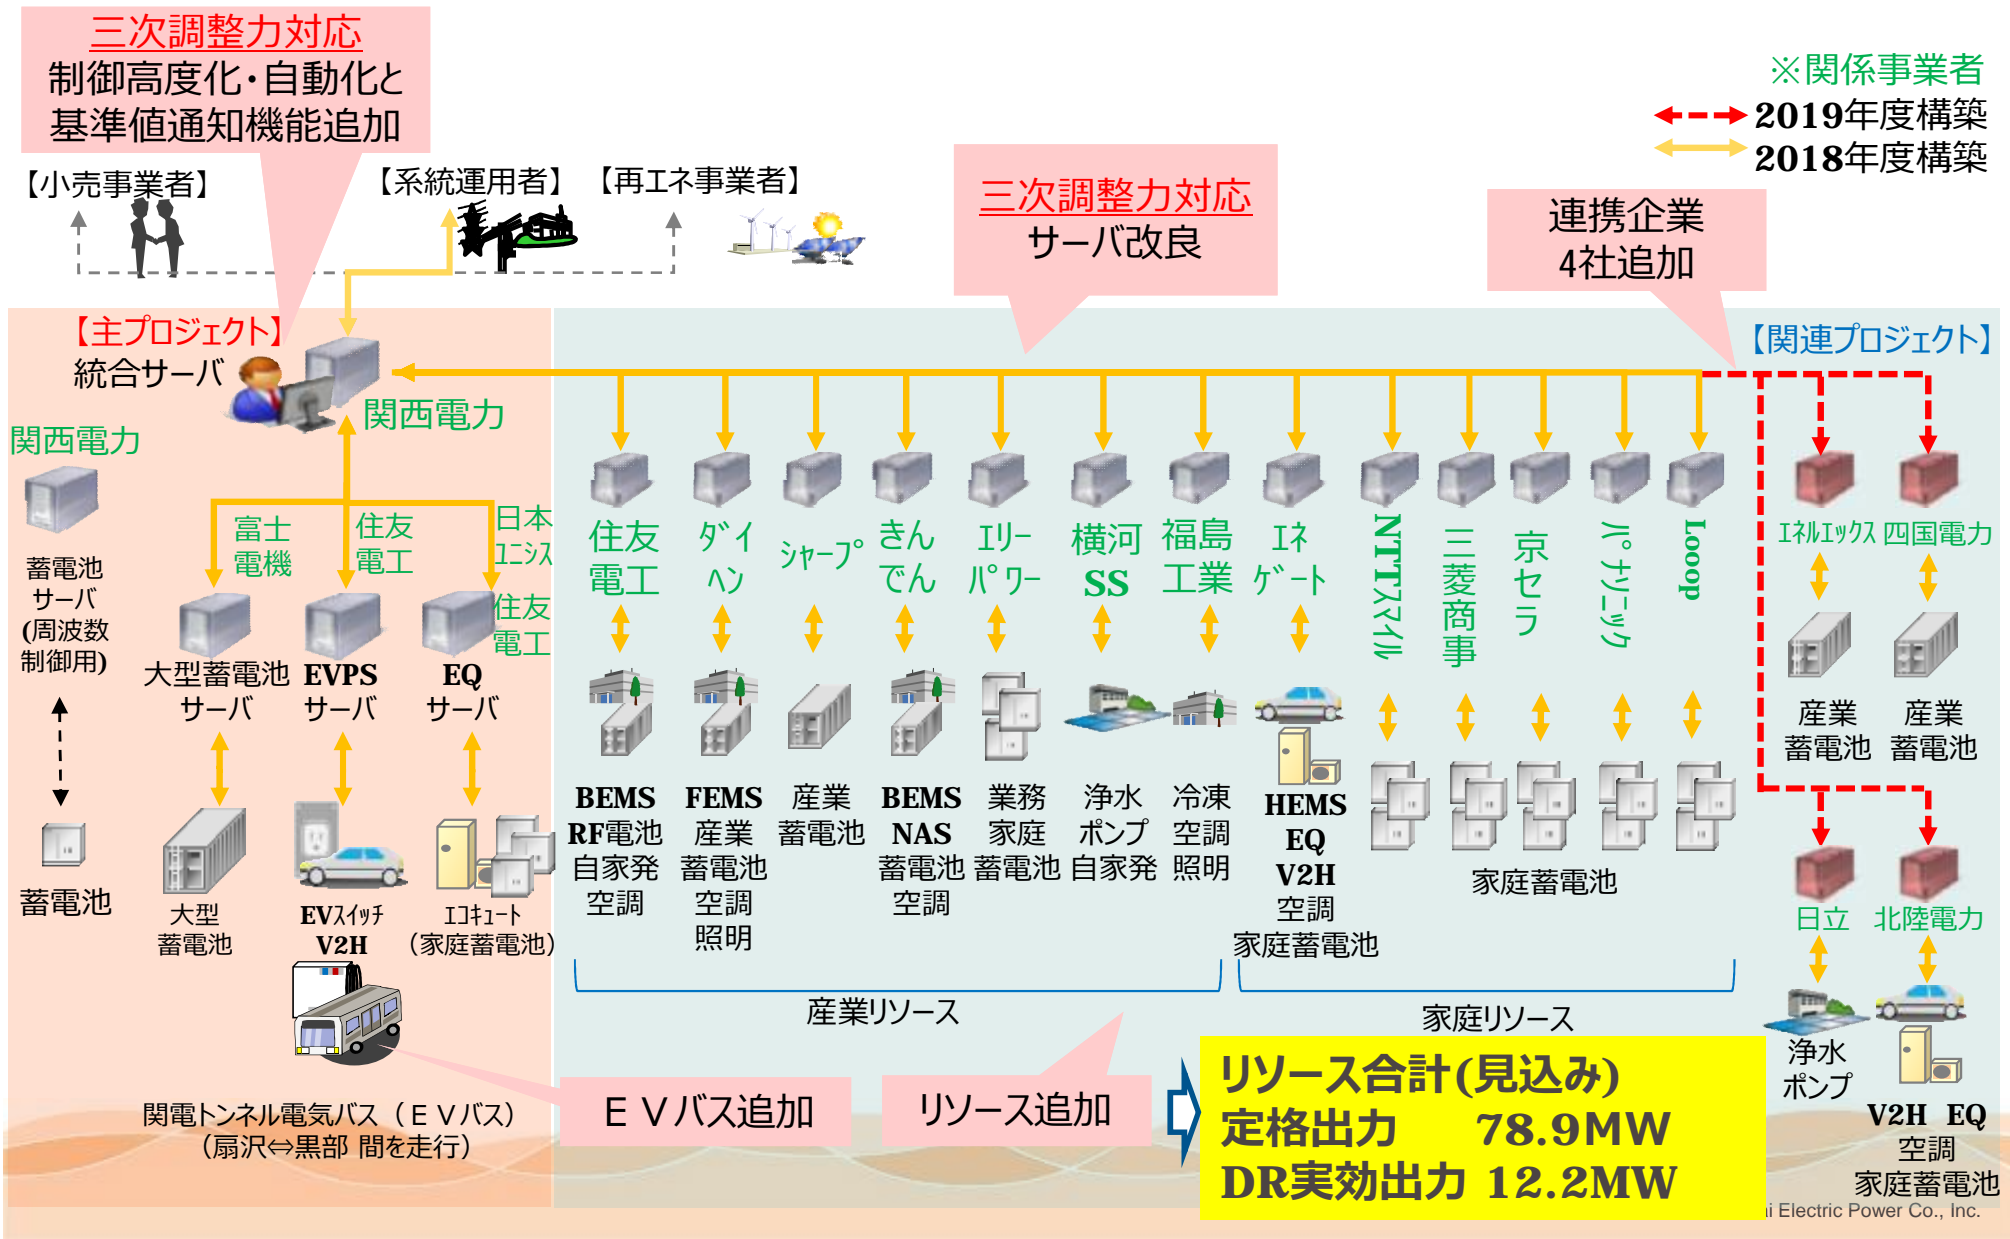 三次調整力対応
制御高度化・自動化と
基準値通知機能追加
※関係事業者
2019年度構築
2018年度構築
【小売事業者】
【系統運用者】
【再エネ事業者】
三次調整力対応
サーバ改良
連携企業
4社追加
【主プロジェクト】
統合サーバ
関西電力
【関連プロジェクト】
関西電力
蓄電池
サーバ
(周波数
制御用)
蓄電池
富士
電機
住友
電工
日本
ﾕﾆｼｽ
住友
電工
大型蓄電池
サーバ
EVPS
サーバ
EQ
サーバ
大型
蓄電池
EVｽｲｯﾁ
V2H
ｴｺｷｭｰﾄ
（家庭蓄電池）
関電トンネル電気バス（ＥＶバス）
（扇沢⇔黒部 間を走行）
ＥＶバス追加
住友
電工
ﾀﾞｲ
ﾍﾝ
ｼｬｰﾌﾟ
きん
でん
ｴﾘｰ
ﾊﾟﾜｰ
横河
SS
福島
工業
ｴﾈ
ｹﾞｰﾄ
NTTｽﾏｲﾙ
三菱商事
京セラ
ﾊﾟﾅｿﾆｯｸ
Looop
ｴﾈﾙｴｯｸｽ
四国電力
BEMS
RF電池
自家発
空調
FEMS
産業
蓄電池
空調
照明
産業
蓄電池
BEMS
NAS
蓄電池
空調
業務
家庭
蓄電池
浄水
ポンプ
自家発
冷凍
空調
照明
HEMS
EQ
V2H
空調
家庭蓄電池
家庭蓄電池
産業
蓄電池
産業
蓄電池
日立
北陸電力
浄水
ポンプ
V2H EQ
空調
家庭蓄電池
産業リソース
家庭リソース
リソース追加
リソース合計(見込み)
定格出力 78.9MW
DR実効出力 12.2MW
i Electric Power Co., Inc.